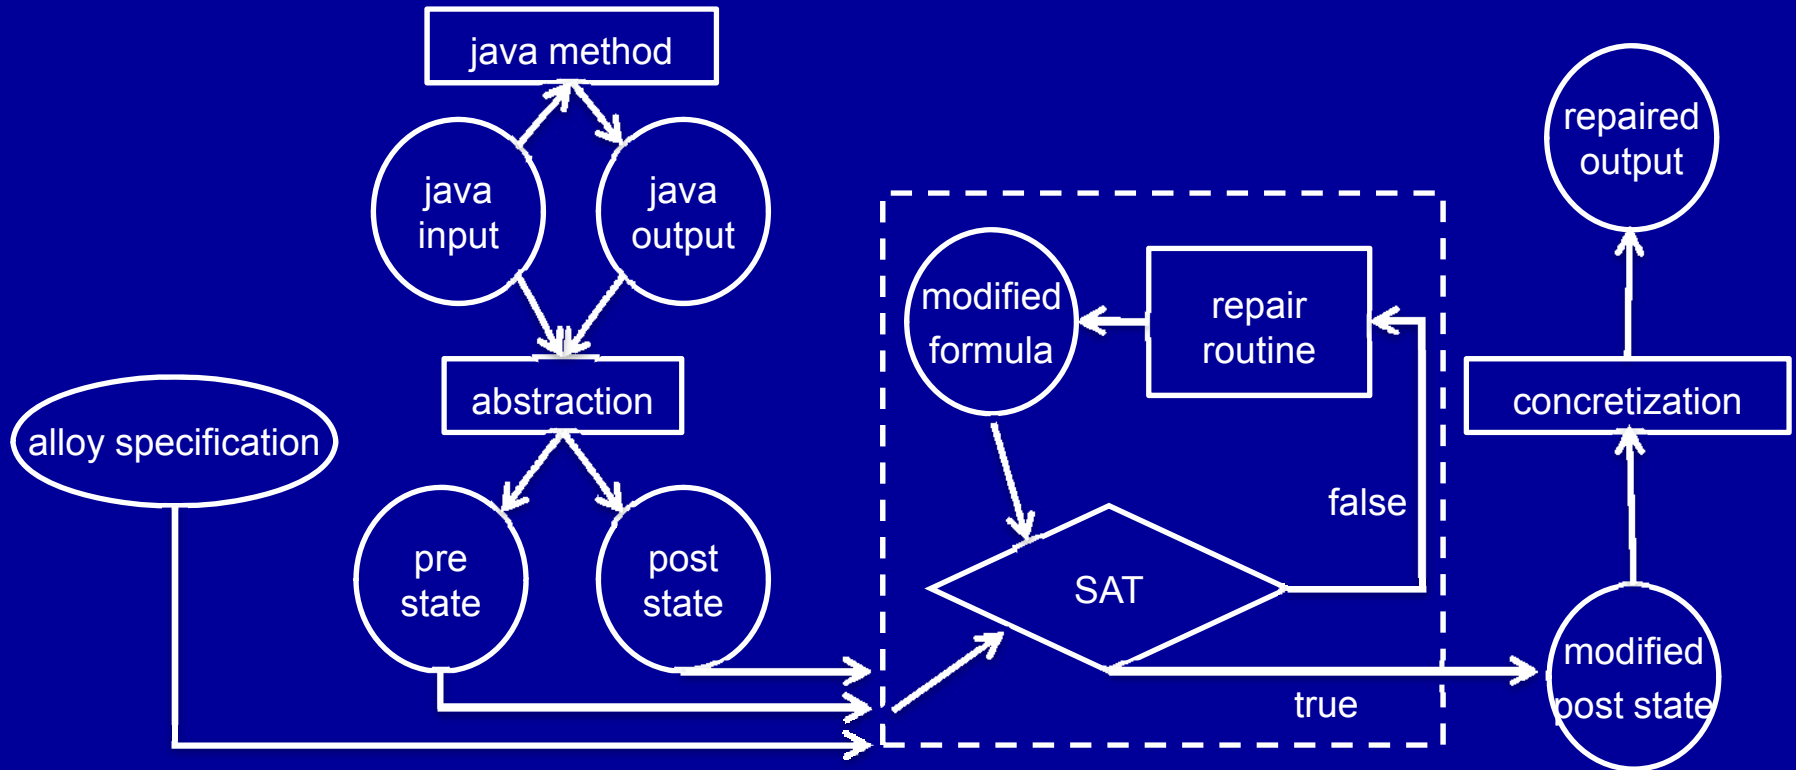 java method
java
input
java
output
abstraction
alloy specification
pre
state
post
state
modified
formula
repair
routine
SAT
false
true
repaired
output
concretization
modified
post state